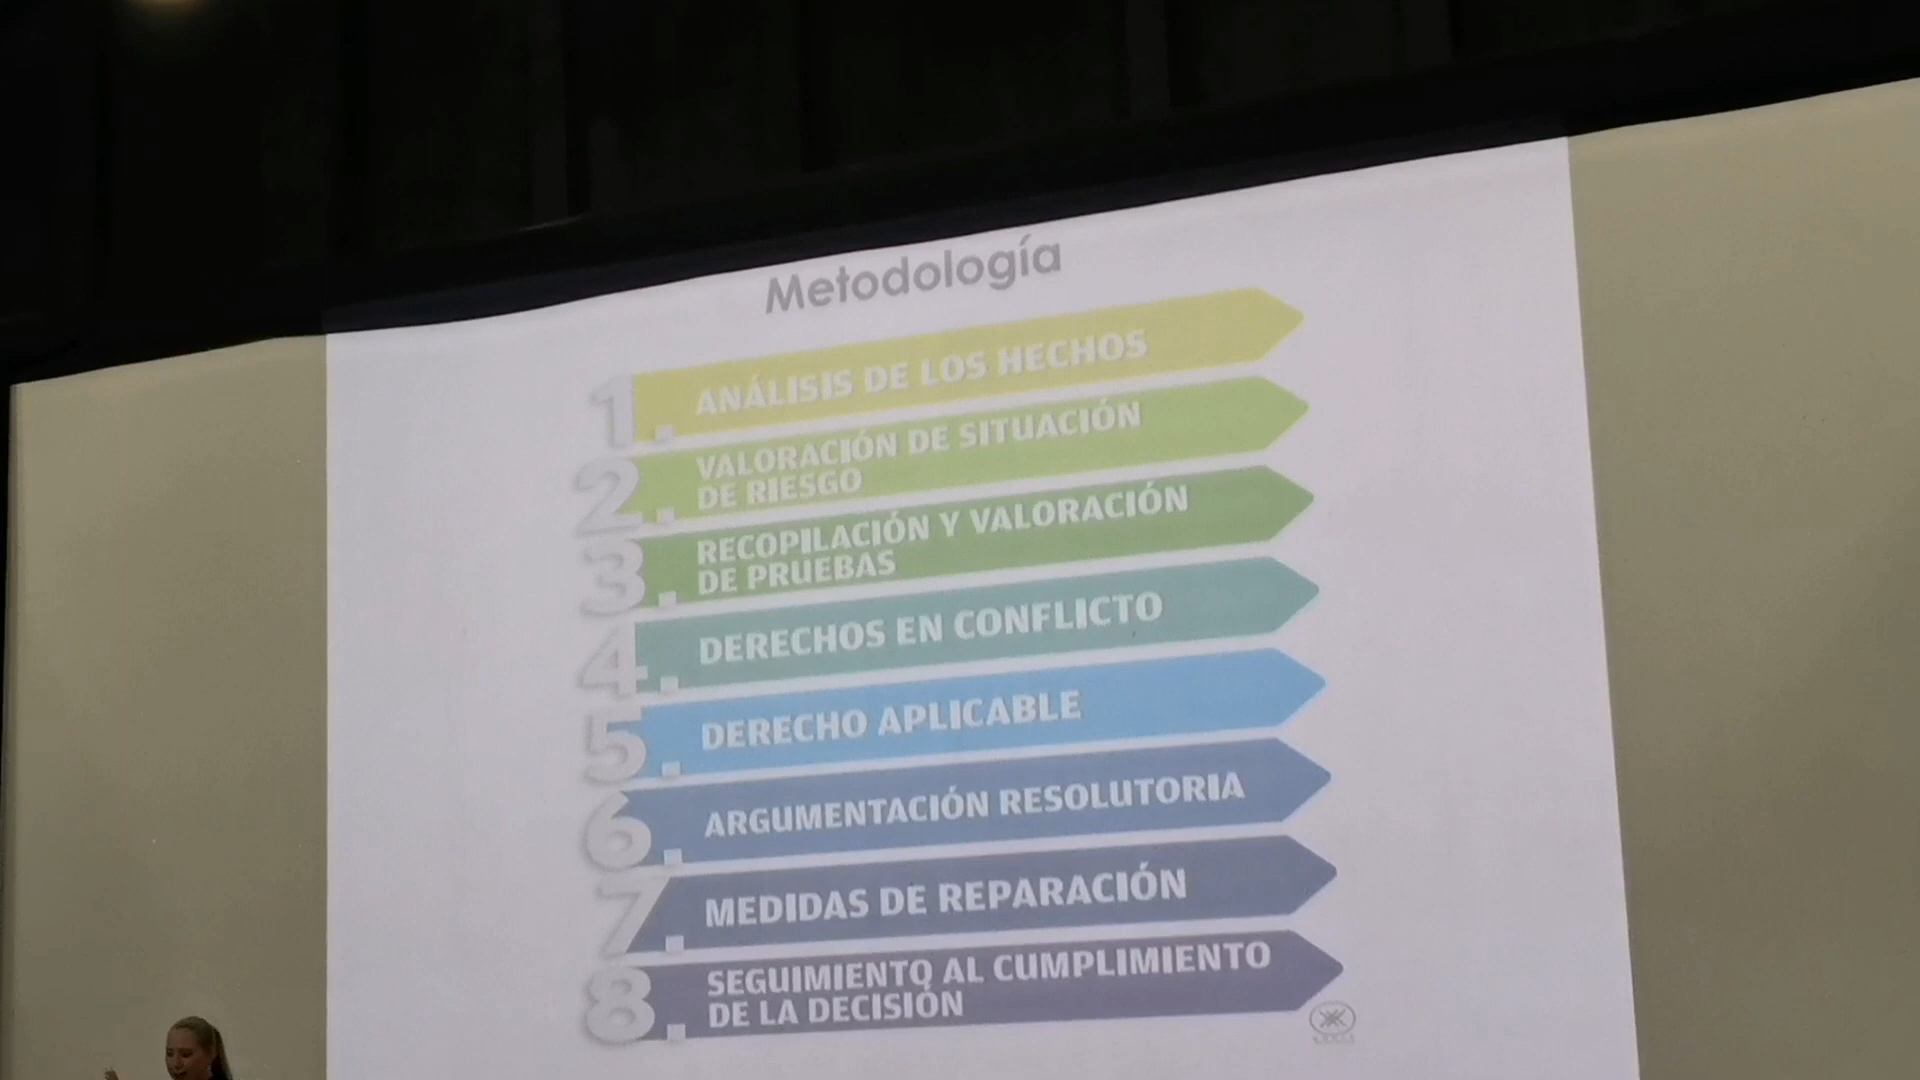 Metodología
1. ANÁLISIS DE LOS HECHOS
2. VALORACIÓN DE SITUACIÓN
DE RIESGO
3. RECOPILACIÓN Y VALORACIÓN
DE PRUEBAS
4. DERECHOS EN CONFLICTO
5. DERECHO APLICABLE
6. ARGUMENTACIÓN RESOLUTORIA
7. MEDIDAS DE REPARACIÓN
8. SEGUIMIENTO AL CUMPLIMIENTO
DE LA DECISIÓN